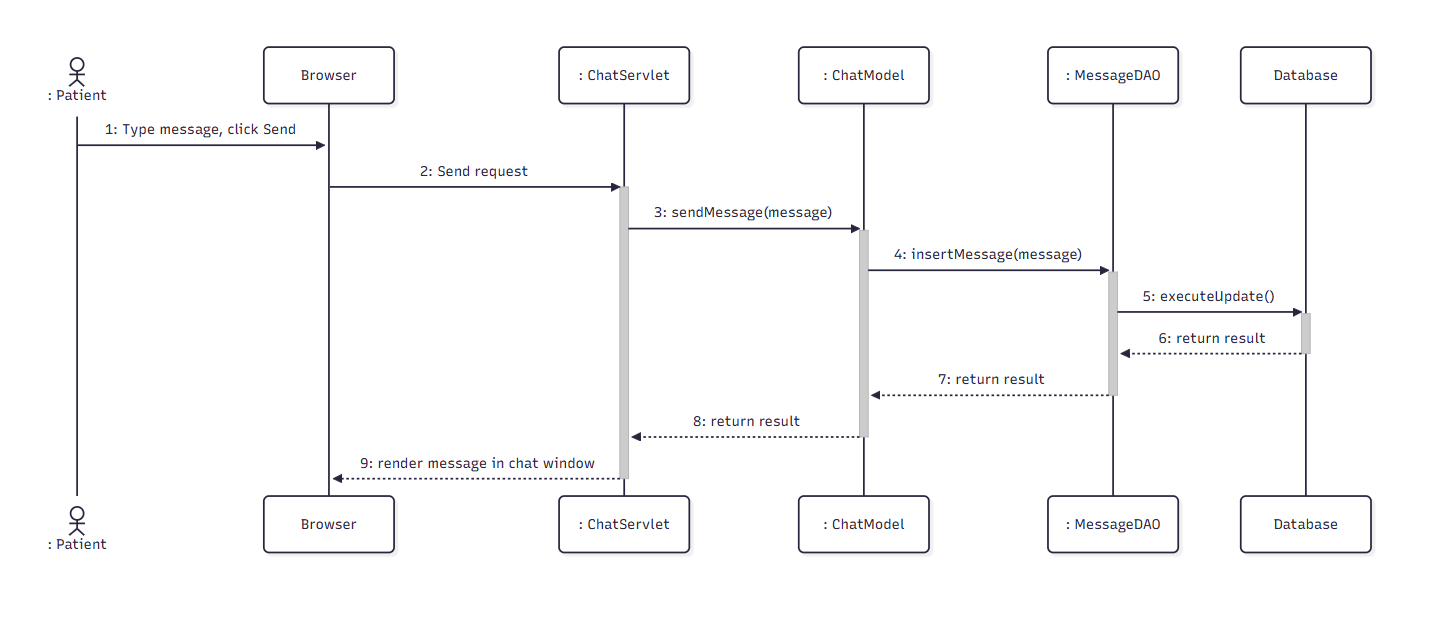 : Patient
Browser
: ChatServlet
: ChatModel
: MessageDAO
Database
1: Type message, click Send
2: Send request
3: sendMessage(message)
4: insertMessage(message)
5: executeUpdate()
6: return result
7: return result
8: return result
9: render message in chat window
: Patient
Browser
: ChatServlet
: ChatModel
: MessageDAO
Database